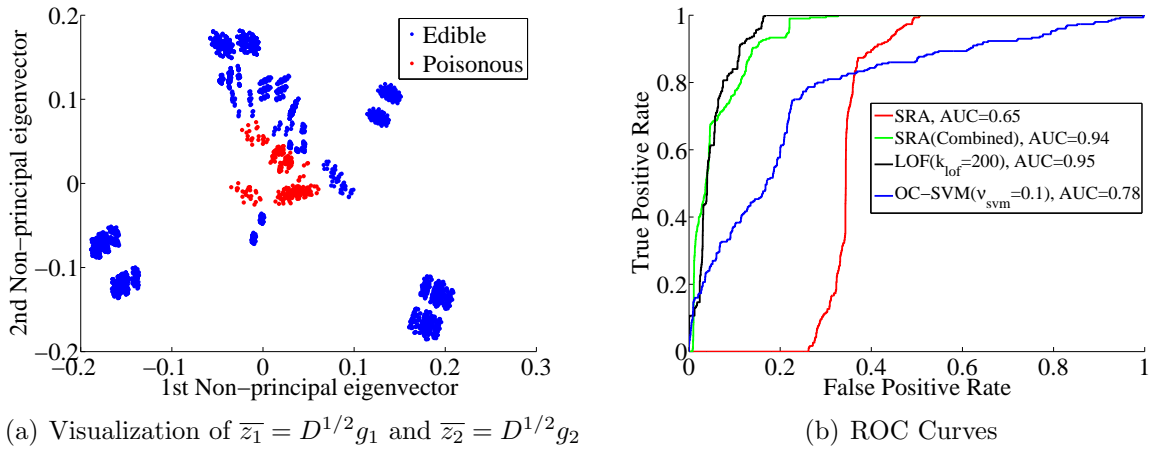 0.2
0.1
0
−0.1
−0.2
−0.2
−0.1
0
0.1
0.2
0.3
2nd Non−principal eigenvector
1st Non−principal eigenvector
Edible
Poisonous
(a) Visualization of $\overline{z_1} = D^{1/2}g_1$ and $\overline{z_2} = D^{1/2}g_2$
1
0.8
0.6
0.4
0.2
0
0
0.2
0.4
0.6
0.8
1
True Positive Rate
False Positive Rate
SRA, AUC=0.65
SRA(Combined), AUC=0.94
LOF(k_lof=200), AUC=0.95
OC−SVM(ν_svm=0.1), AUC=0.78
(b) ROC Curves